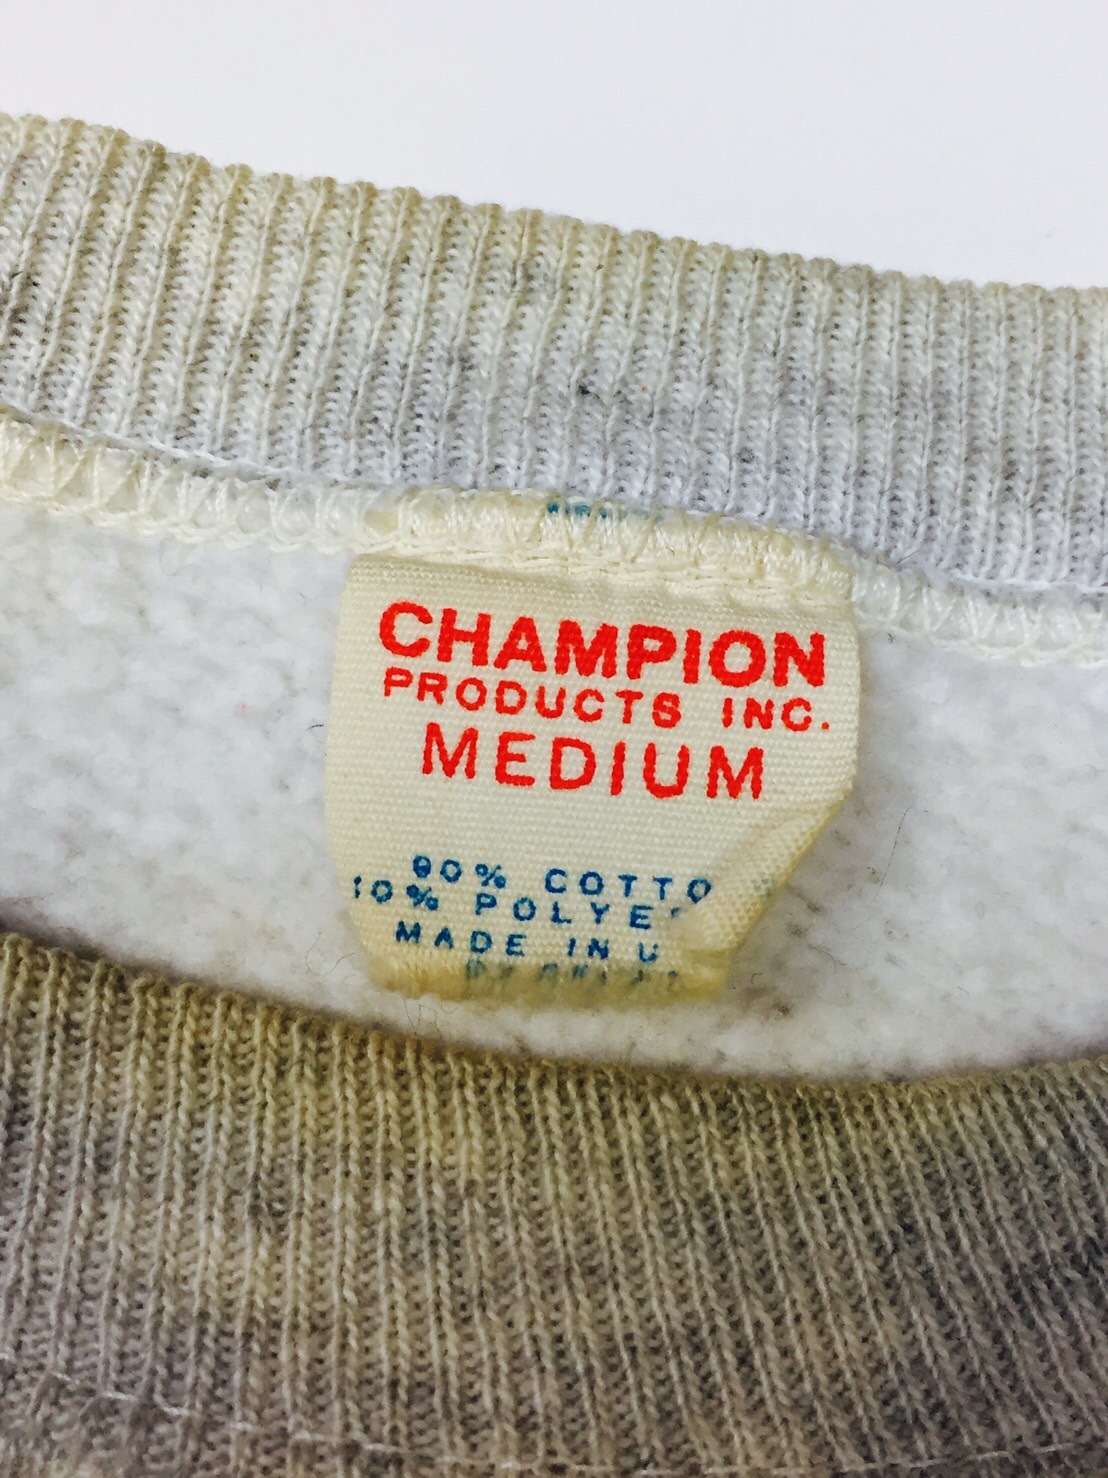 CHAMPION
PRODUCTS INC.
MEDIUM
90% COTTO
10% POLYE
MADE IN U